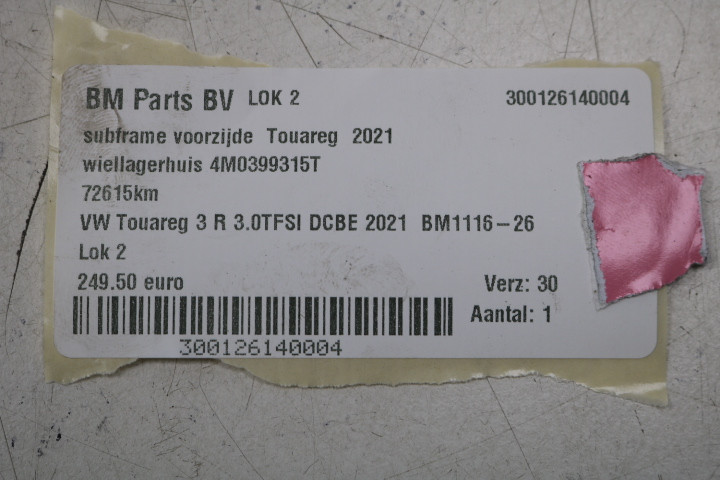 BM Parts BV LOK 2 300126140004
subframe voorzijde Touareg 2021
wiellagerhuis 4M0399315T
72615km
VW Touareg 3 R 3.0TFSI DCBE 2021 BM1116-26
Lok 2
249.50 euro Verz: 30
Aantal: 1
300126140004